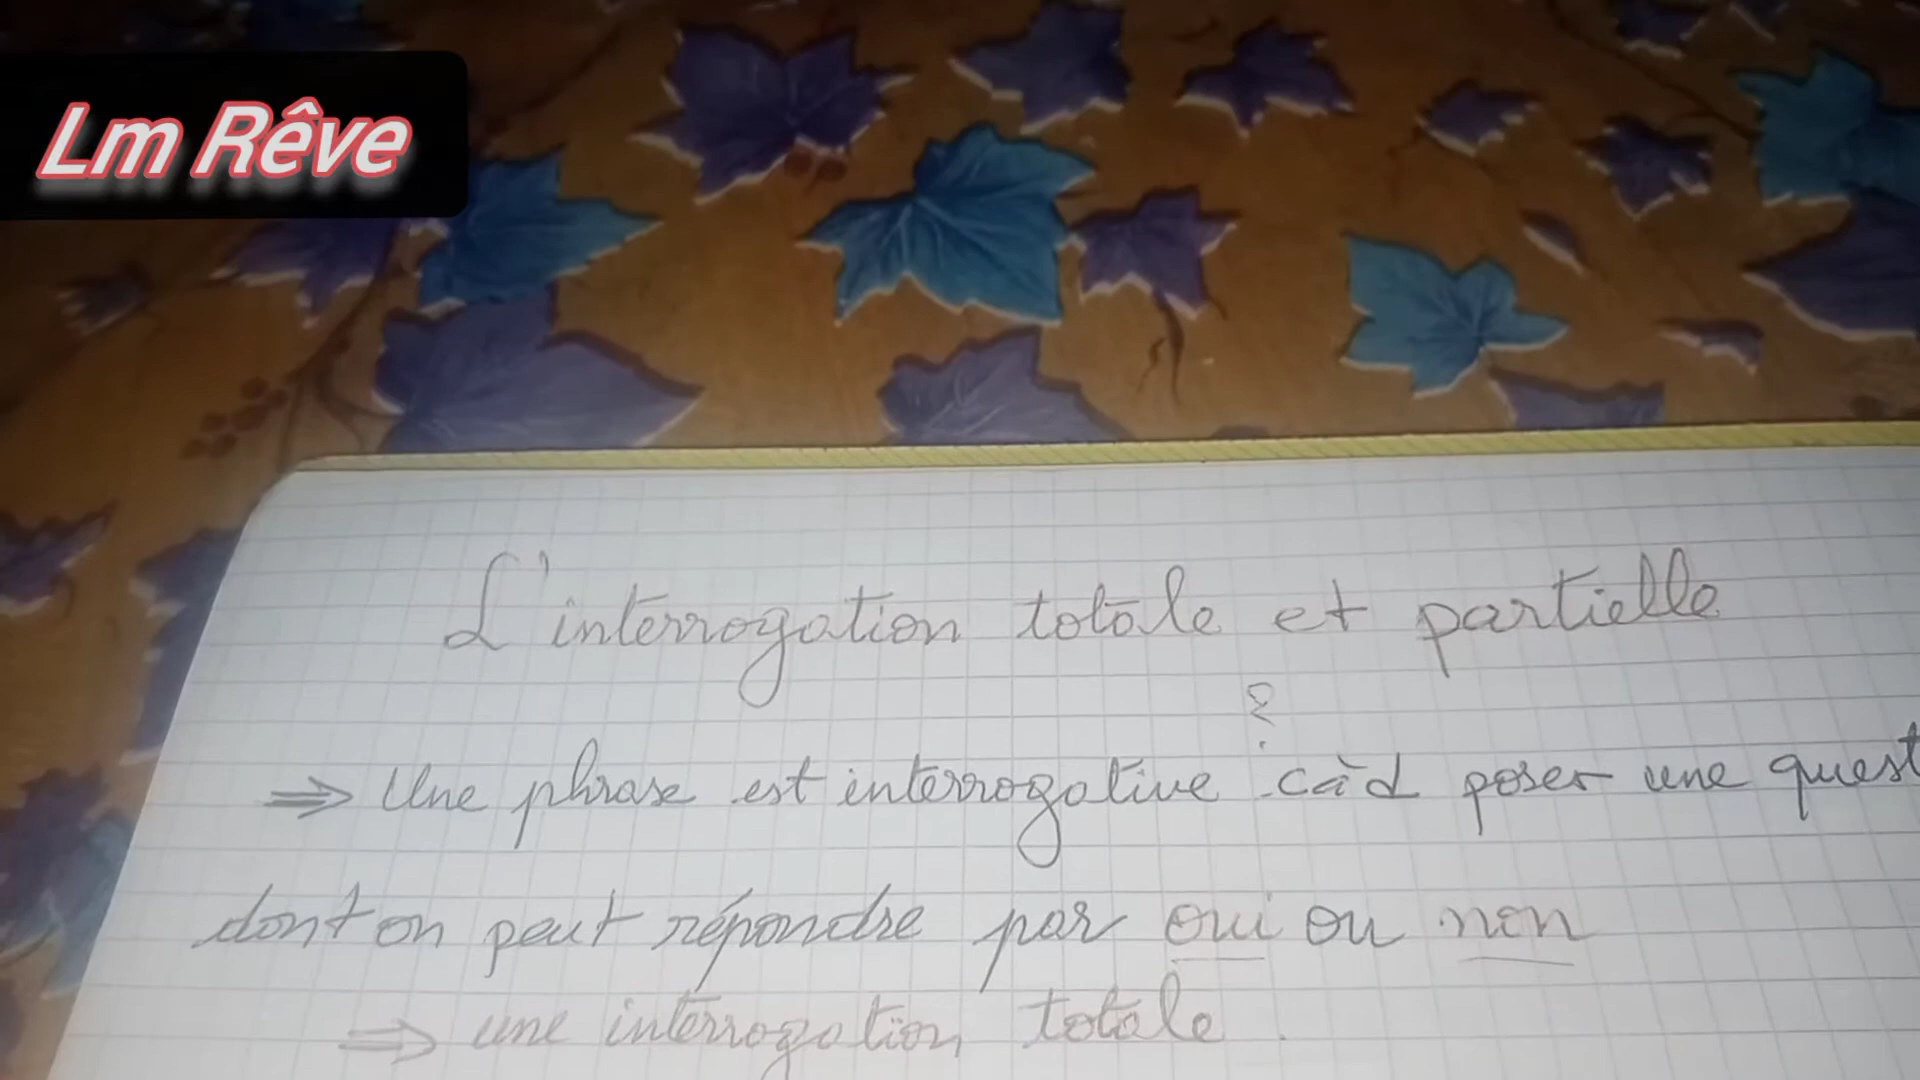 Lm Rêve
L'interrogation totale et partielle
?
⇒ Une phrase est interrogative càd poser une quest
dont on peut répondre par oui ou non
⇒ une interrogation totale.